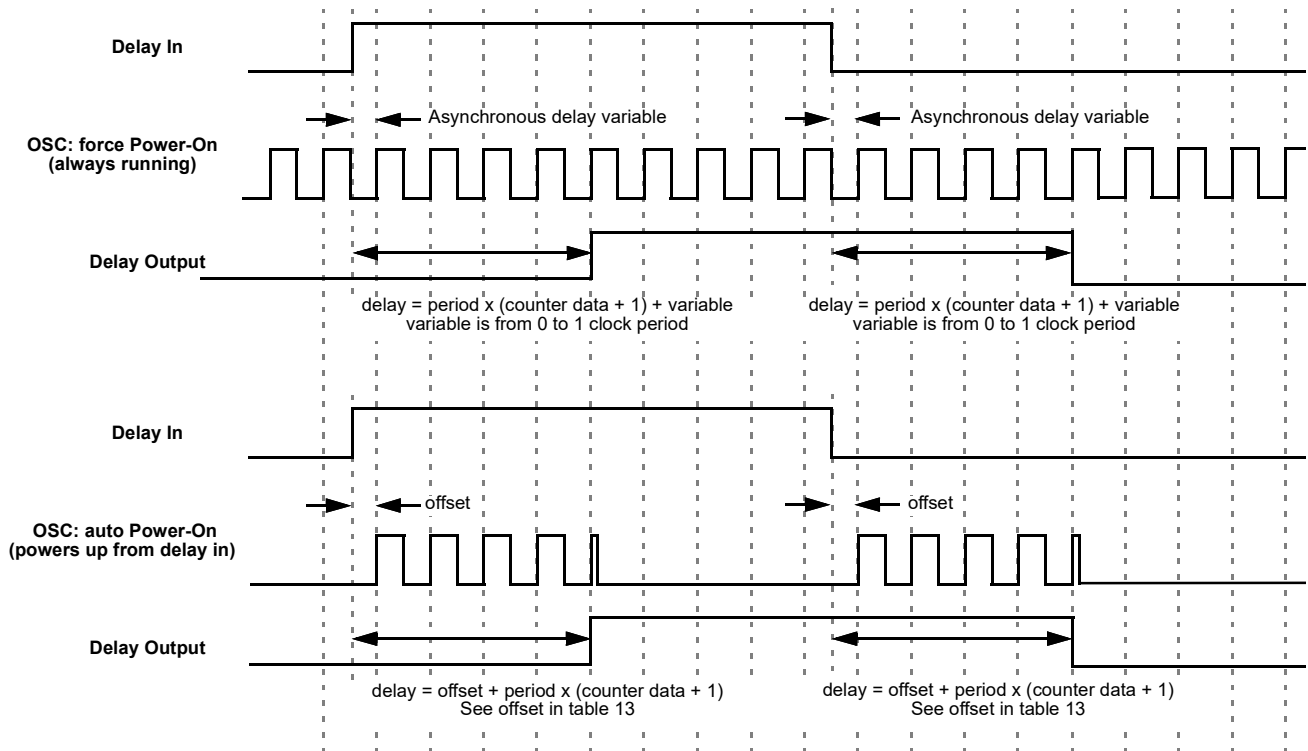 Delay In
Asynchronous delay variable
Asynchronous delay variable
OSC: force Power-On
(always running)
Delay Output
delay = period x (counter data + 1) + variable
variable is from 0 to 1 clock period
delay = period x (counter data + 1) + variable
variable is from 0 to 1 clock period
Delay In
offset
offset
OSC: auto Power-On
(powers up from delay in)
Delay Output
delay = offset + period x (counter data + 1)
See offset in table 13
delay = offset + period x (counter data + 1)
See offset in table 13